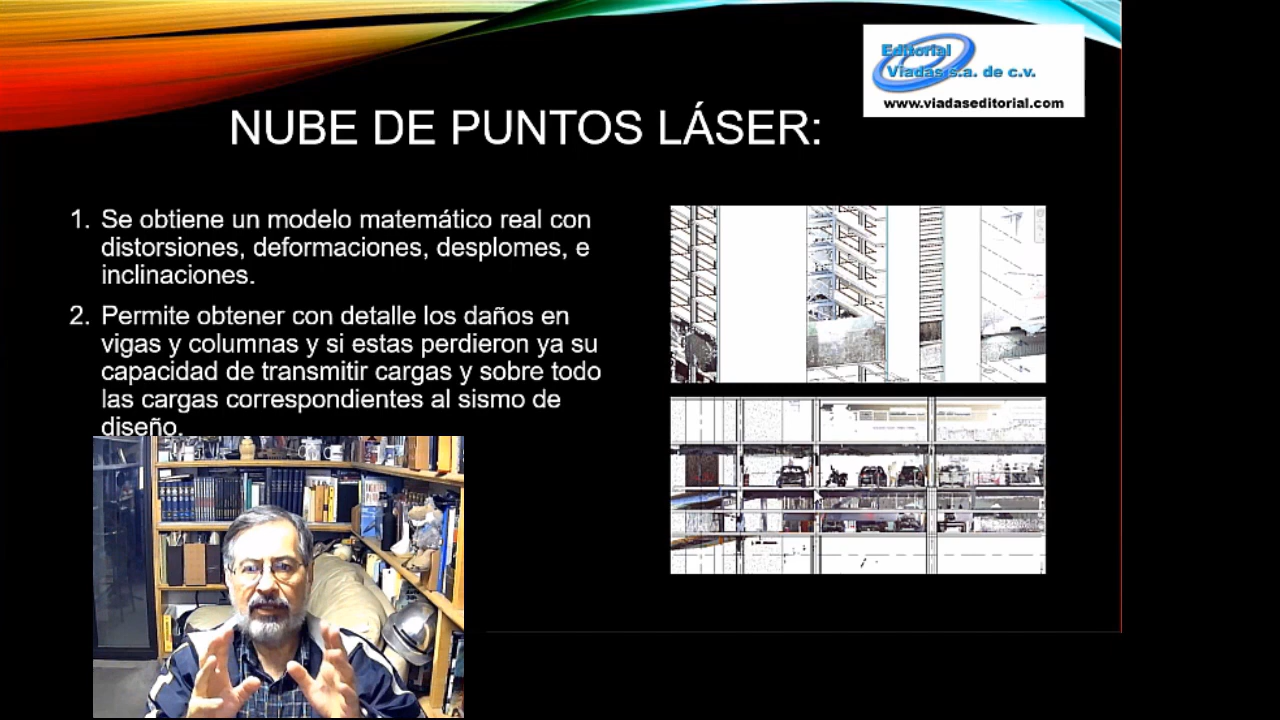 Editorial
Viadas s.a. de c.v.
www.viadaseditorial.com
NUBE DE PUNTOS LÁSER:
1. Se obtiene un modelo matemático real con
distorsiones, deformaciones, desplomes, e
inclinaciones.
2. Permite obtener con detalle los daños en
vigas y columnas y si estas perdieron ya su
capacidad de transmitir cargas y sobre todo
las cargas correspondientes al sismo de
diseño.